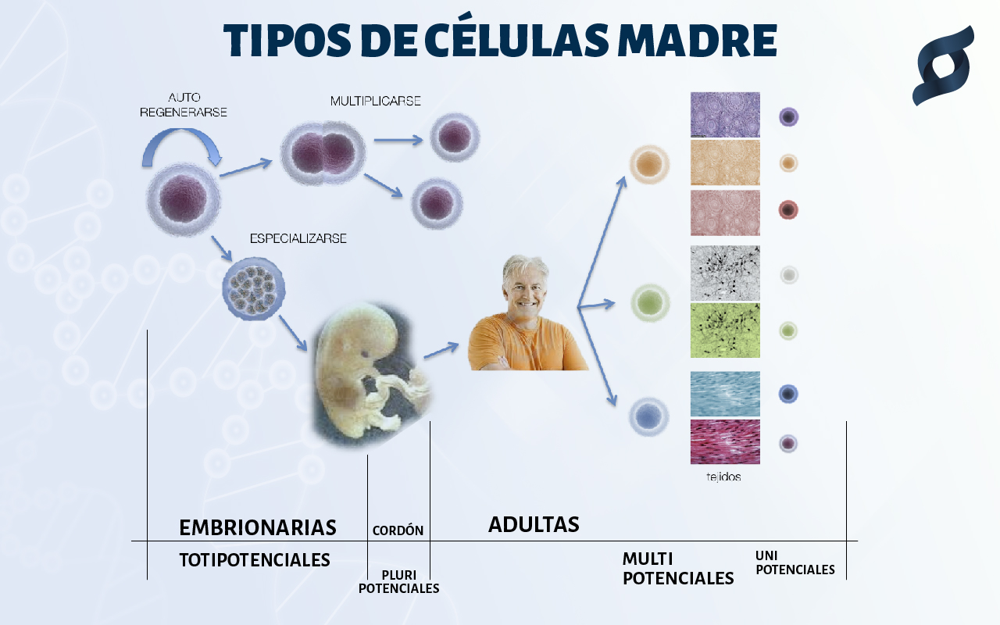 TIPOS DE CÉLULAS MADRE
AUTO
REGENERARSE
MULTIPLICARSE
ESPECIALIZARSE
tejidos
EMBRIONARIAS
CORDÓN
ADULTAS
TOTIPOTENCIALES
PLURI
POTENCIALES
MULTI
POTENCIALES
UNI
POTENCIALES